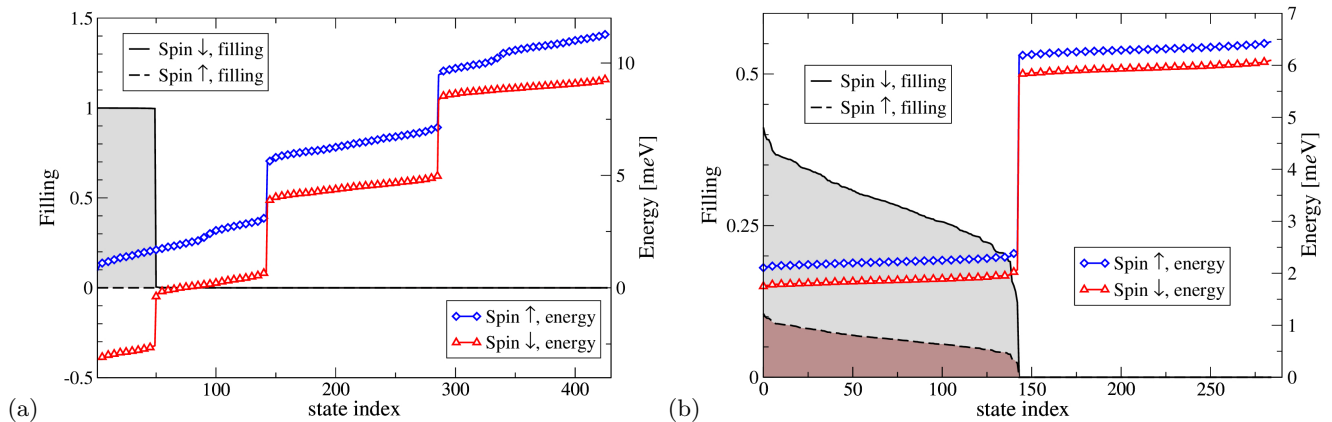 1.5
1
0.5
0
-0.5
Filling
Spin ↓, filling
Spin ↑, filling
Spin ↑, energy
Spin ↓, energy
10
5
0
Energy [meV]
100
200
300
400
state index
(a)
0.5
0.25
0
Filling
Spin ↓, filling
Spin ↑, filling
Spin ↑, energy
Spin ↓, energy
7
6
5
4
3
2
1
0
Energy [meV]
0
50
100
150
200
250
state index
(b)